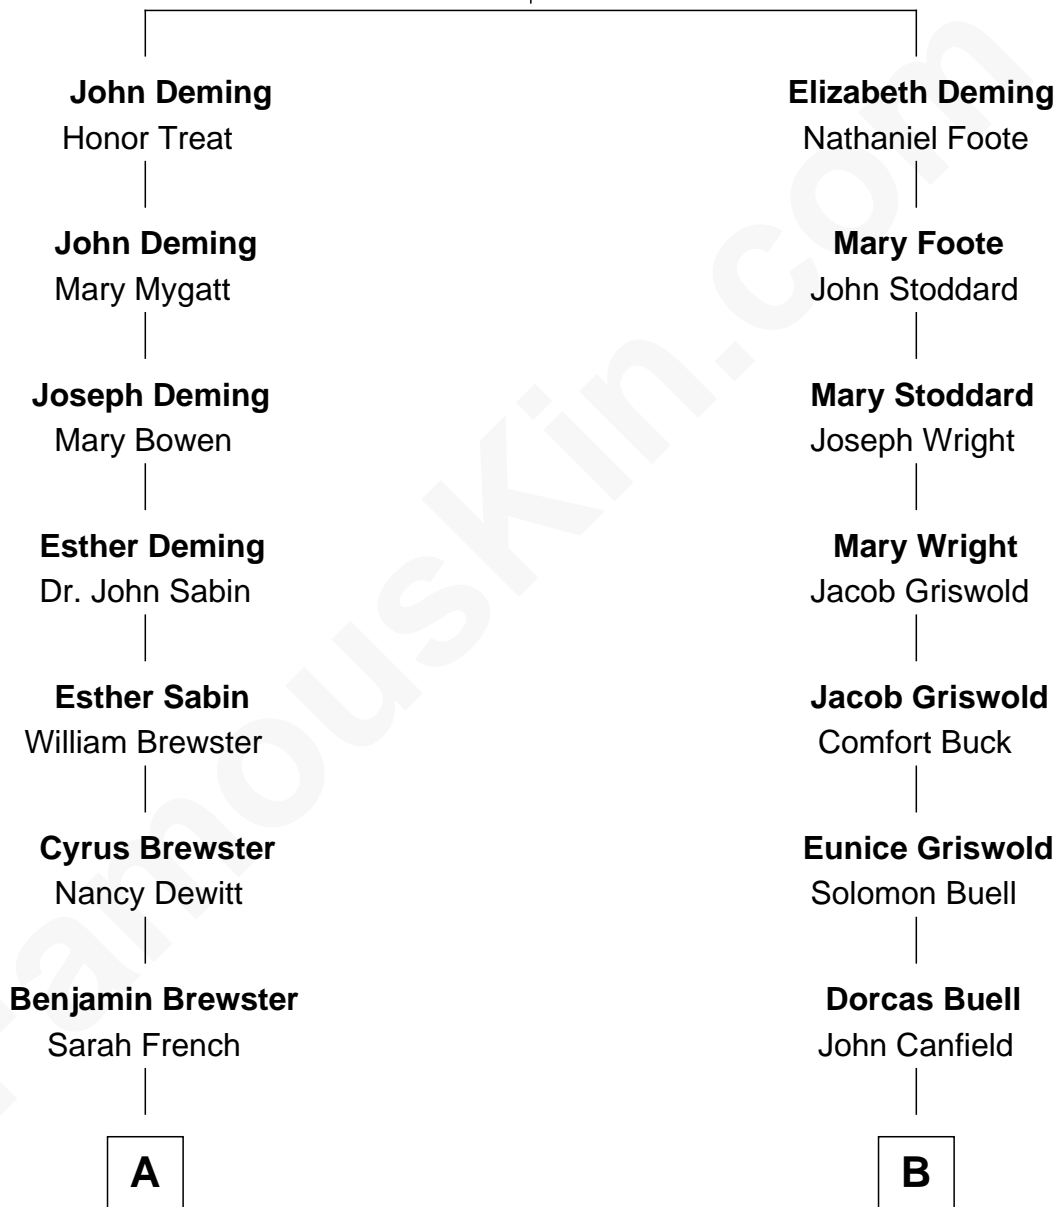 John Deming
Honor Treat
John Deming
Mary Mygatt
Joseph Deming
Mary Bowen
Esther Deming
Dr. John Sabin
Esther Sabin
William Brewster
Cyrus Brewster
Nancy Dewitt
Benjamin Brewster
Sarah French
A
Elizabeth Deming
Nathaniel Foote
Mary Foote
John Stoddard
Mary Stoddard
Joseph Wright
Mary Wright
Jacob Griswold
Jacob Griswold
Comfort Buck
Eunice Griswold
Solomon Buell
Dorcas Buell
John Canfield
B
FamousKin.com